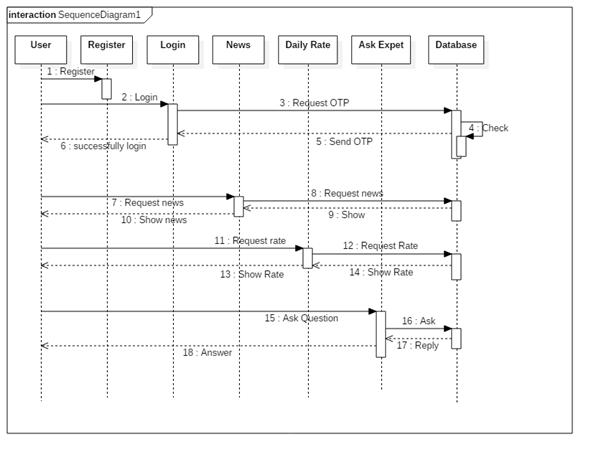 interaction SequenceDiagram1
User Register Login News Daily Rate Ask Expet Database
1 : Register
2 : Login
3 : Request OTP
4 : Check
5 : Send OTP
6 : successfully login
7 : Request news
8 : Request news
9 : Show
10 : Show news
11 : Request rate
12 : Request Rate
13 : Show Rate
14 : Show Rate
15 : Ask Question
16 : Ask
17 : Reply
18 : Answer